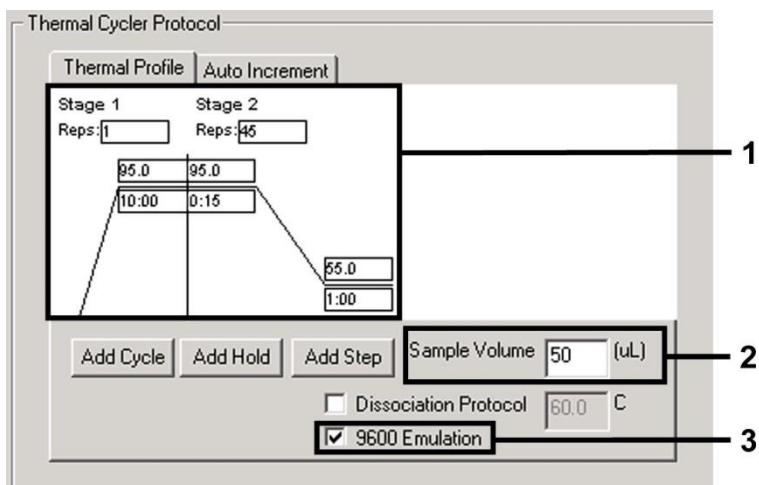 Thermal Cycler Protocol
Thermal Profile Auto Increment
Stage 1 Stage 2
Reps: 1 Reps: 45
95.0 95.0
10:00 0:15
55.0
1:00
1
Add Cycle Add Hold Add Step Sample Volume 50 (uL)
2
Dissociation Protocol 60.0 C
9600 Emulation
3